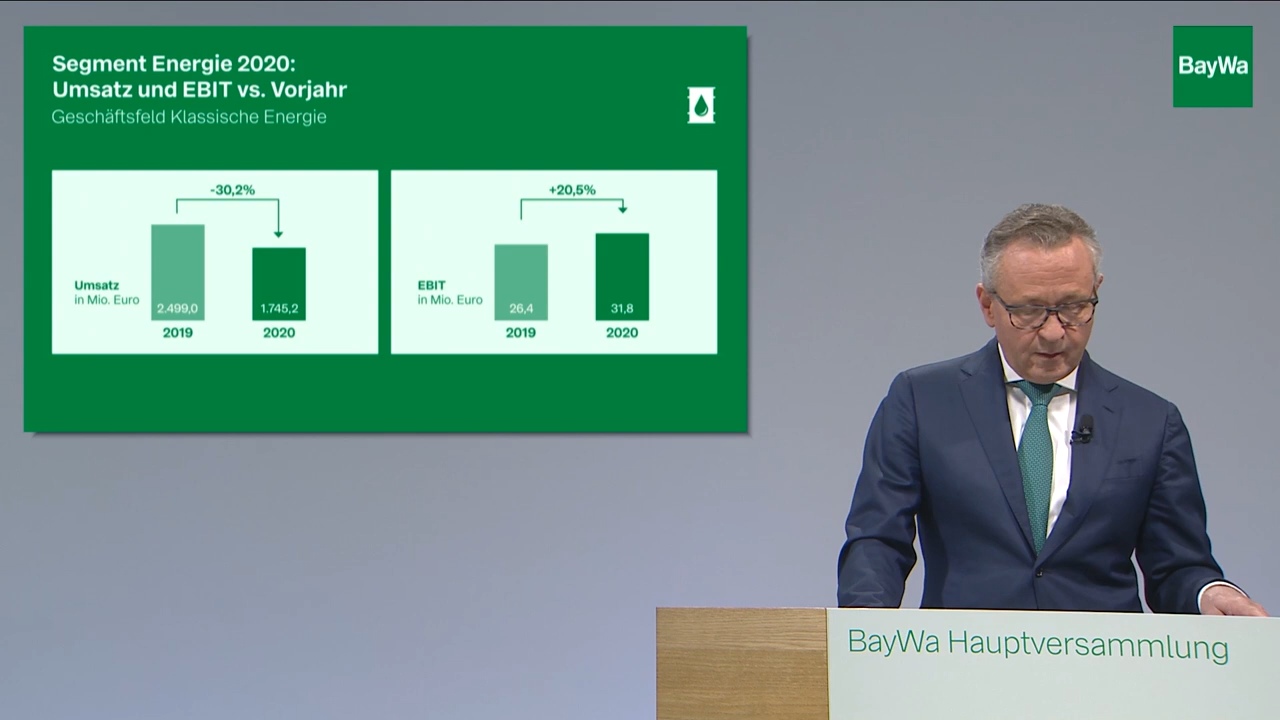 Segment Energie 2020:
Umsatz und EBIT vs. Vorjahr
Geschäftsfeld Klassische Energie
-30,2%
Umsatz
in Mio. Euro
2.499,0
1.745,2
2019
2020
+20,5%
EBIT
in Mio. Euro
26,4
31,8
2019
2020
BayWa
BayWa Hauptversammlung